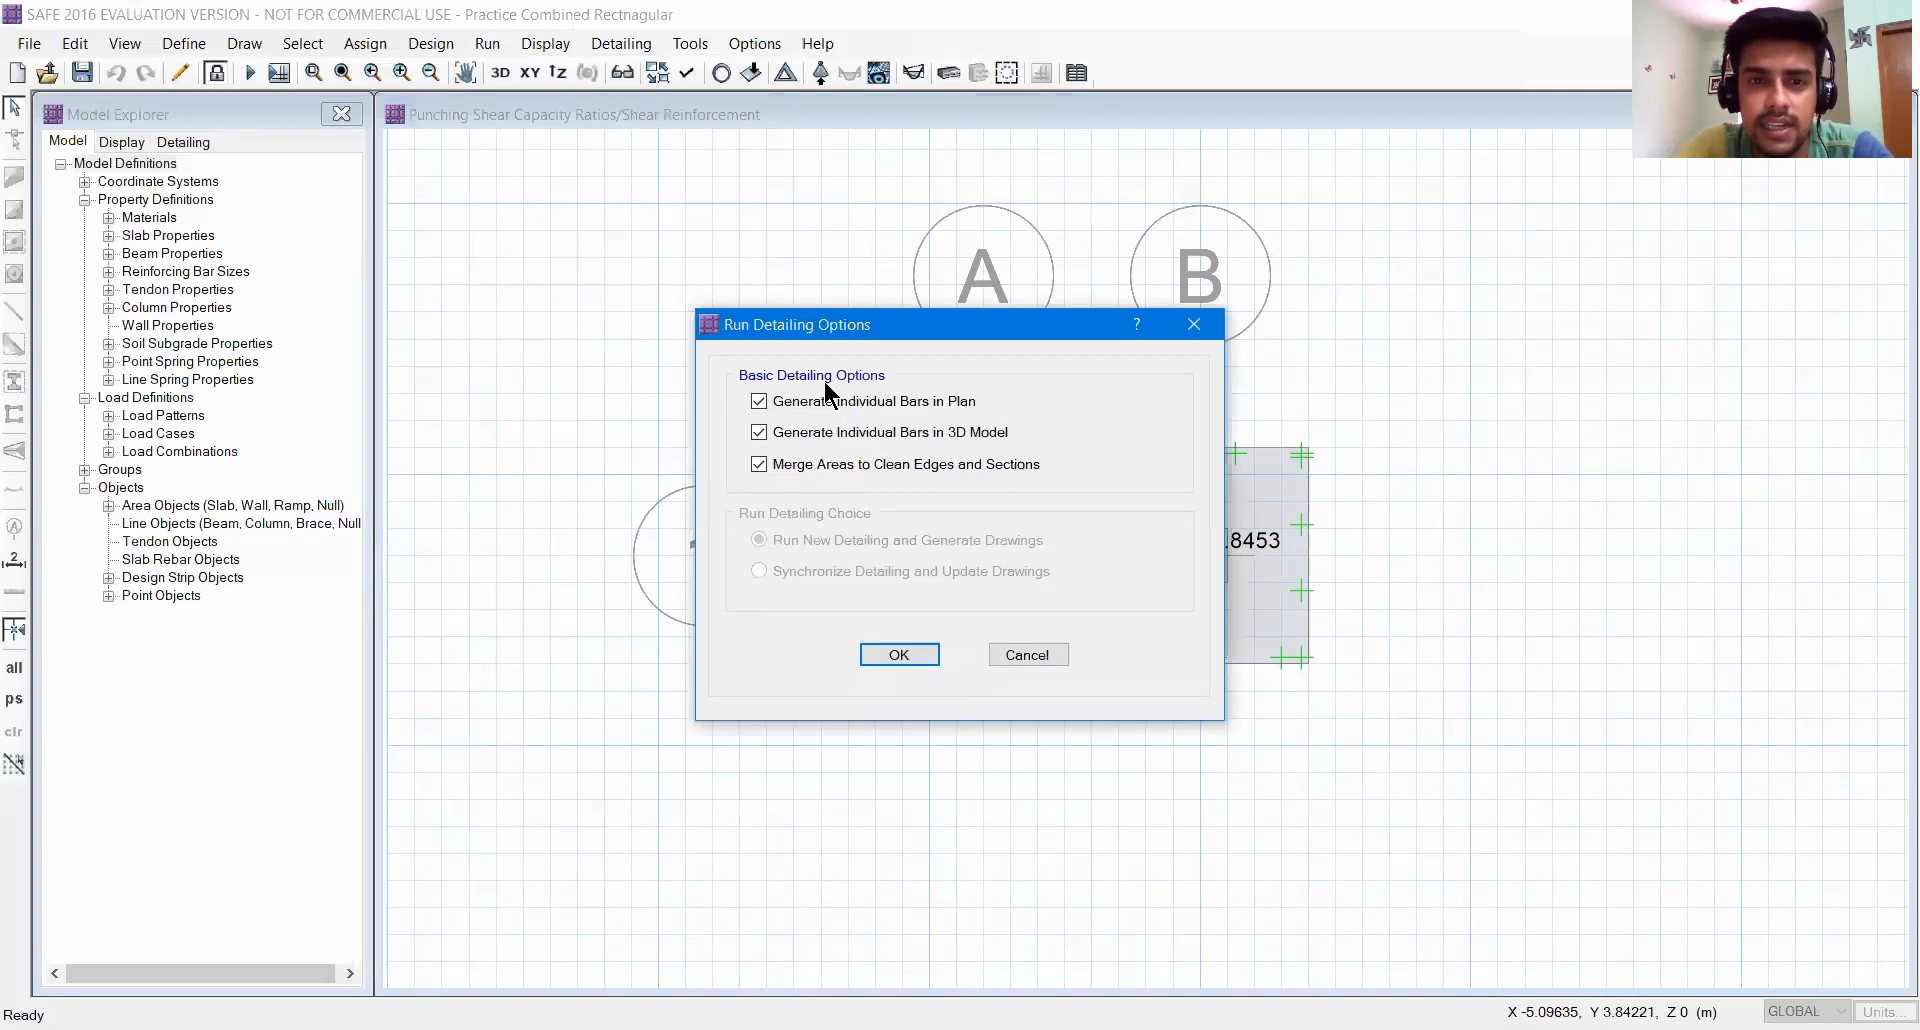 SAFE 2016 EVALUATION VERSION - NOT FOR COMMERCIAL USE - Practice Combined Rectnagular
File Edit View Define Draw Select Assign Design Run Display Detailing Tools Options Help
3D XY
Model Explorer
Punching Shear Capacity Ratios/Shear Reinforcement
Model Display Detailing
Model Definitions
Coordinate Systems
Property Definitions
Materials
Slab Properties
Beam Properties
Reinforcing Bar Sizes
Tendon Properties
Column Properties
Wall Properties
Soil Subgrade Properties
Point Spring Properties
Line Spring Properties
Load Definitions
Load Patterns
Load Cases
Load Combinations
Groups
Objects
Area Objects (Slab, Wall, Ramp, Null)
Line Objects (Beam, Column, Brace, Null
Tendon Objects
Slab Rebar Objects
Design Strip Objects
Point Objects
all
ps
clr
A B
Run Detailing Options
Basic Detailing Options
Generate Individual Bars in Plan
Generate Individual Bars in 3D Model
Merge Areas to Clean Edges and Sections
Run Detailing Choice
Run New Detailing and Generate Drawings
Synchronize Detailing and Update Drawings
OK Cancel
.8453
Ready
X -5.09635, Y 3.84221, Z 0 (m) GLOBAL Units...